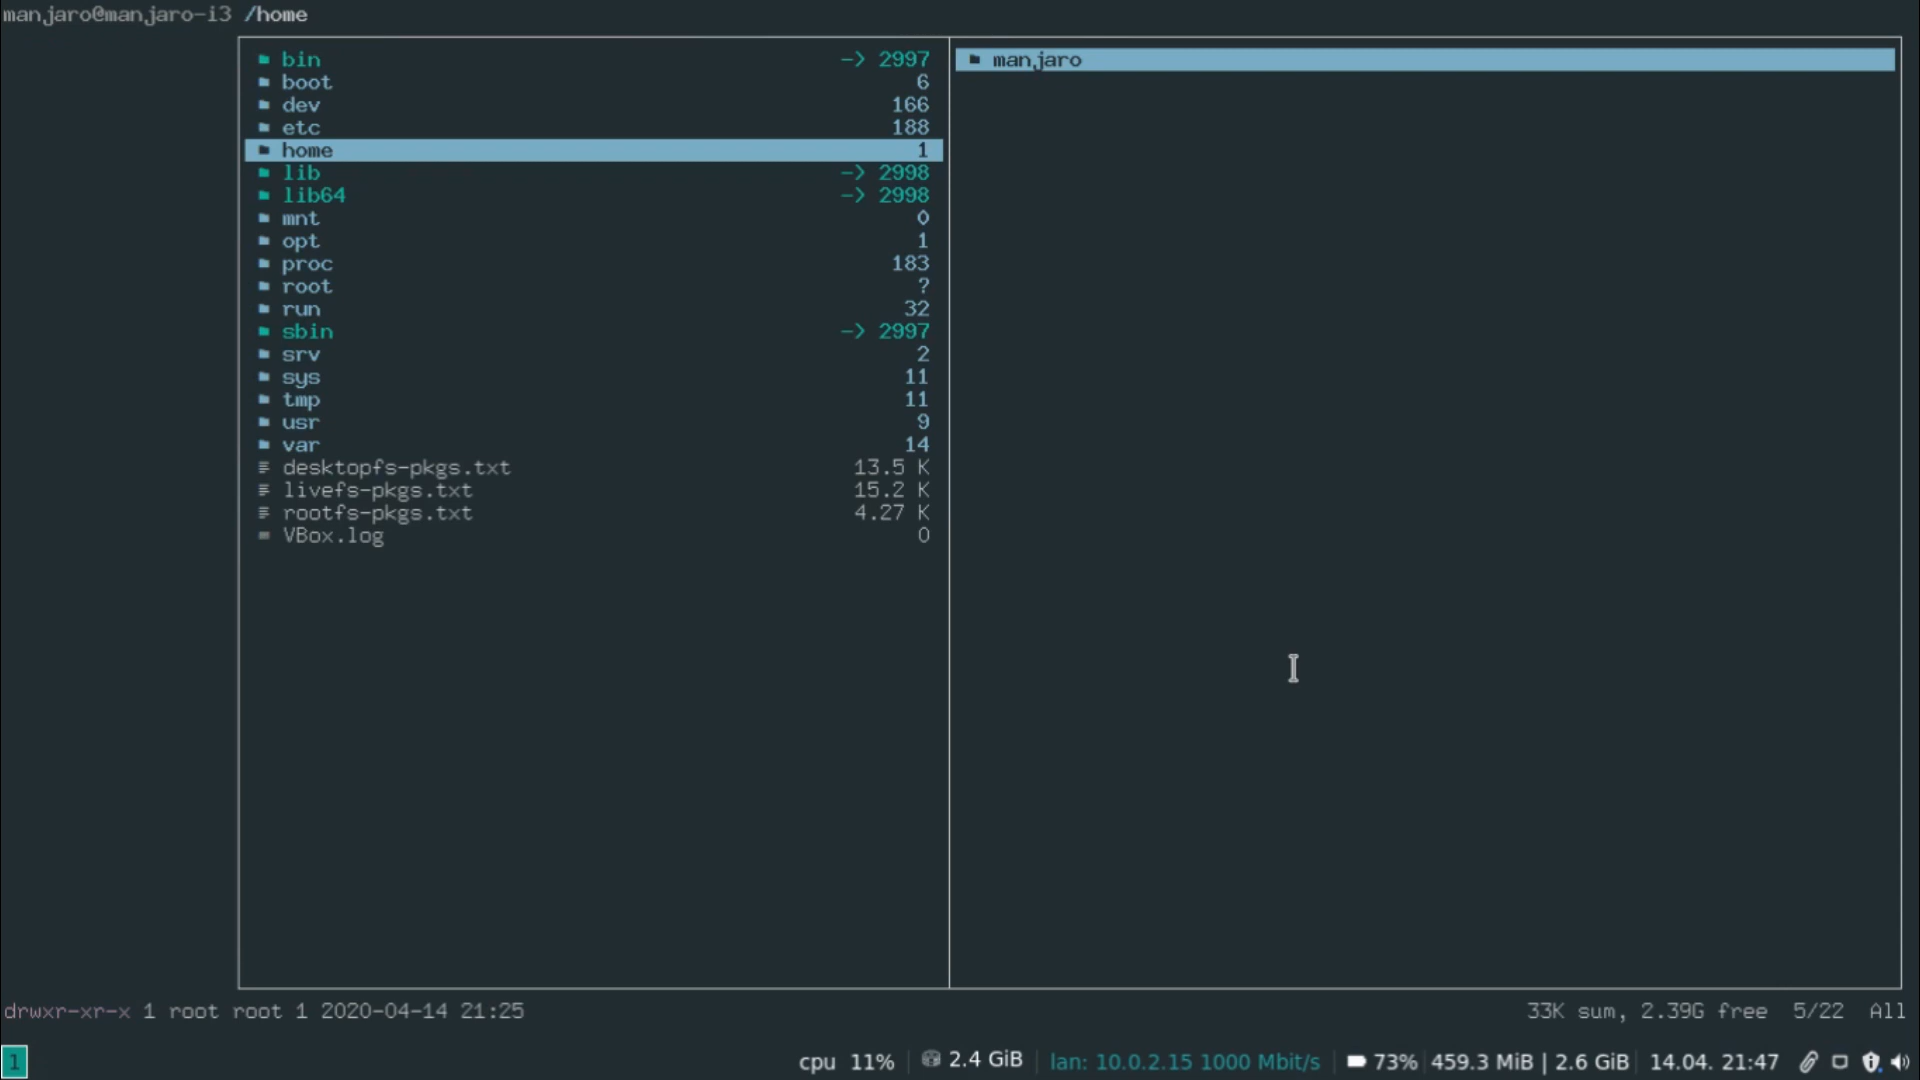 manjaro@manjaro-i3 /home
bin -> 2997
boot 6
dev 166
etc 188
home 1
lib -> 2998
lib64 -> 2998
mnt 0
opt 1
proc 183
root ?
run 32
sbin -> 2997
srv 2
sys 11
tmp 11
usr 9
var 14
desktopfs-pkgs.txt 13.5 K
livefs-pkgs.txt 15.2 K
rootfs-pkgs.txt 4.27 K
VBox.log 0
manjaro
drwxr-xr-x 1 root root 1 2020-04-14 21:25 33K sum, 2.39G free 5/22 All
1 cpu 11% | 2.4 GiB | lan: 10.0.2.15 1000 Mbit/s | 73% 459.3 MiB | 2.6 GiB 14.04. 21:47